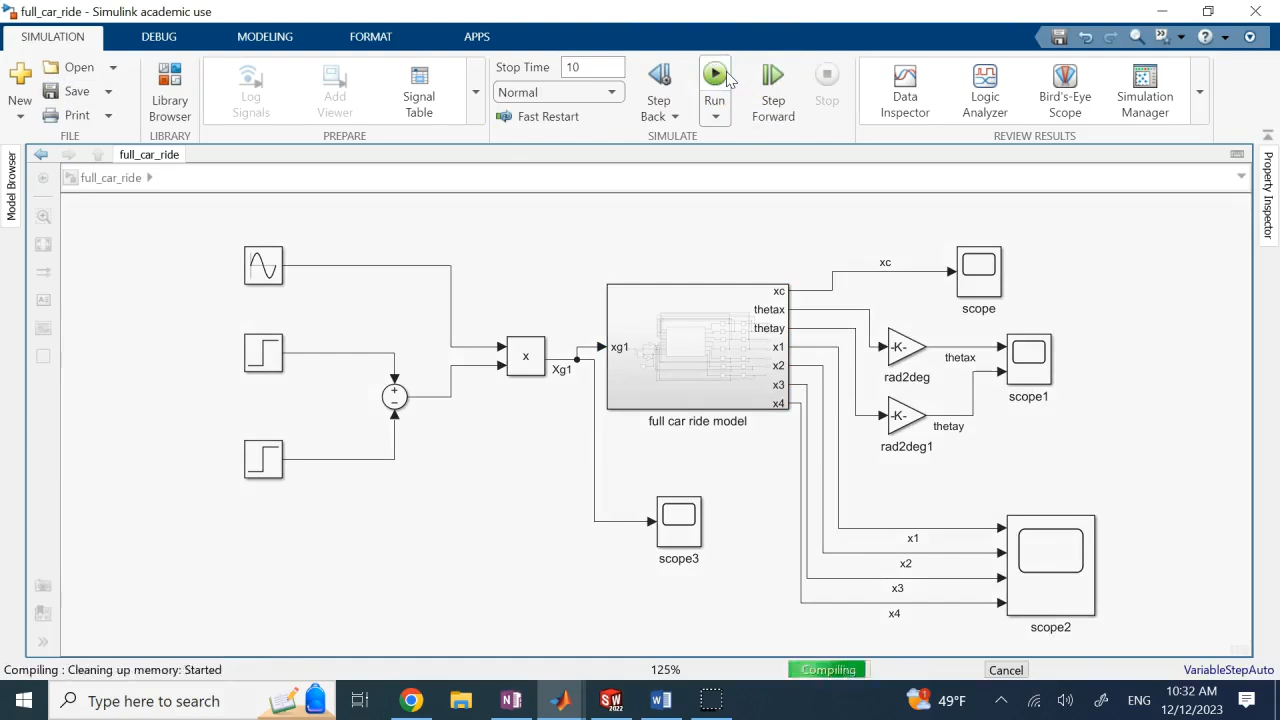 full_car_ride - Simulink academic use
SIMULATION DEBUG MODELING FORMAT APPS
New
Open
Save
Print
FILE
Library
Browser
LIBRARY
Log
Signals
Add
Viewer
Signal
Table
PREPARE
Stop Time 10
Normal
Fast Restart
Step
Back
Run
Step
Forward
Stop
SIMULATE
Data
Inspector
Logic
Analyzer
Bird's-Eye
Scope
Simulation
Manager
REVIEW RESULTS
Model Browser
Property Inspector
full_car_ride
full_car_ride
x
Xg1
xg1
xc
thetax
thetay
x1
x2
x3
x4
full car ride model
xc
scope
-K-
rad2deg
thetax
scope1
-K-
rad2deg1
thetay
scope3
x1
x2
x3
x4
scope2
Compiling : Cleaning up memory: Started 125% Compiling Cancel VariableStepAuto
Type here to search
49°F
ENG
10:32 AM
12/12/2023